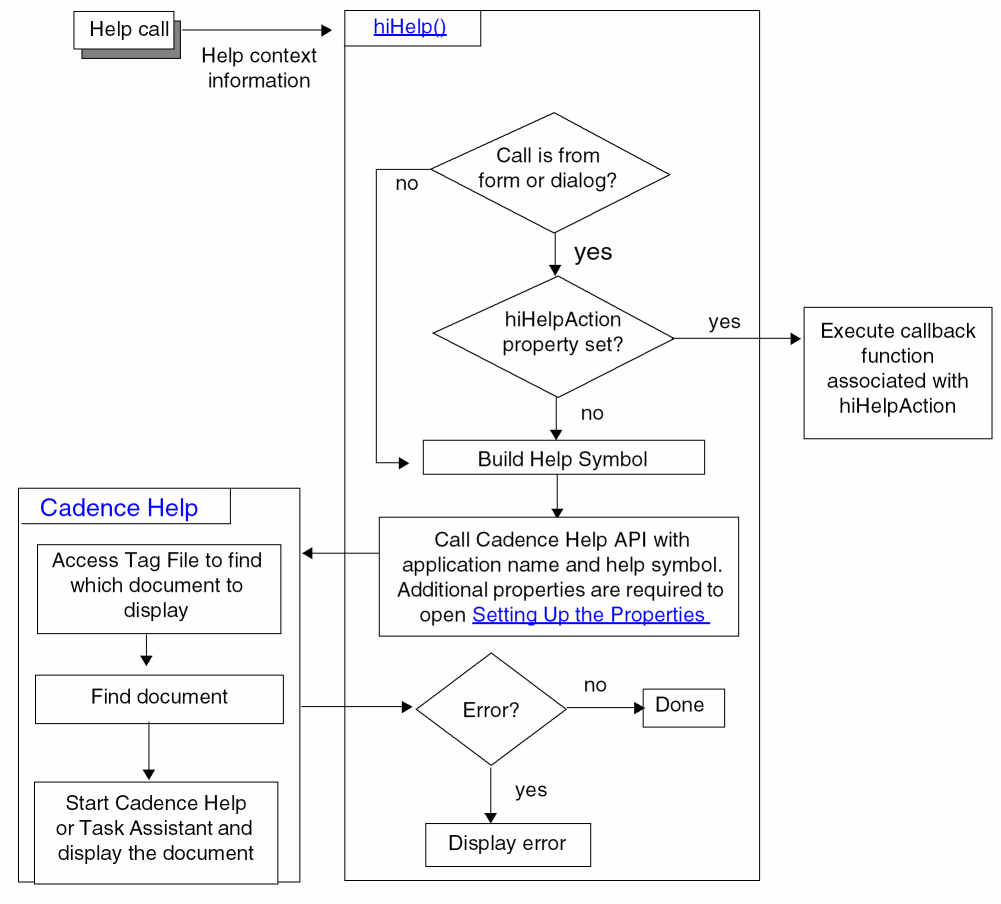 Help call
Help context
information
hiHelp()
Call is from
form or dialog?
no
yes
hiHelpAction
property set?
yes
Execute callback
function
associated with
hiHelpAction
no
Build Help Symbol
Call Cadence Help API with
application name and help symbol.
Additional properties are required to
open Setting Up the Properties
Cadence Help
Access Tag File to find
which document to
display
Find document
Start Cadence Help
or Task Assistant and
display the document
Error?
no
Done
yes
Display error